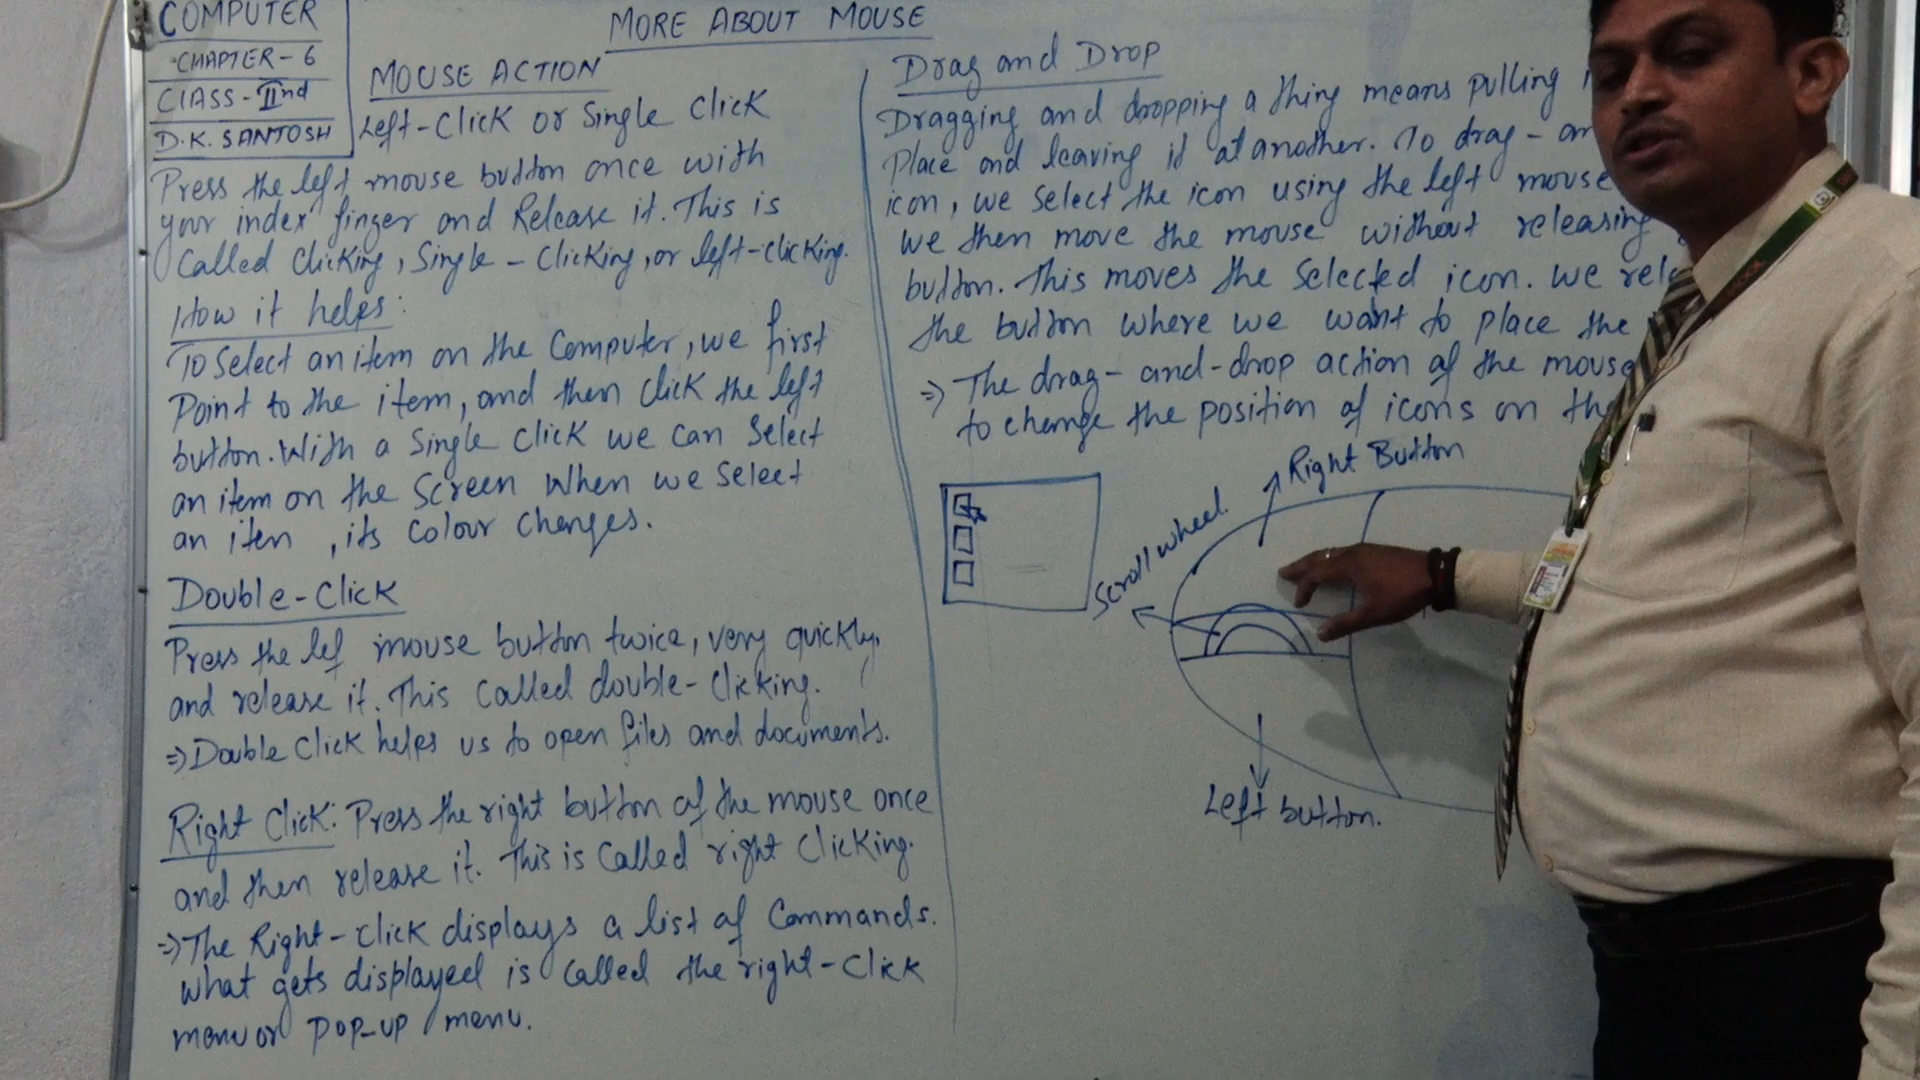 COMPUTER
CHAPTER-6
CLASS-IInd
D.K. SANTOSH
MORE ABOUT MOUSE
MOUSE ACTION
Left-Click or Single Click
Press the left mouse button once with
your index finger and Release it. This is
Called Clicking, Single-Clicking, or left-clicking.
How it helps:
To Select an item on the Computer, we first
Point to the item, and then Click the left
button. With a Single Click we Can Select
an item on the Screen When we Select
an iten , its Colour Changes.
Double-Click
Press the lef mouse button twice, very quickly,
and release it. This Called double-Clicking.
⇒ Double Click helps us to open files and documents.
Right Click: Press the right button of the mouse once
and then release it. This is Called right Clicking.
⇒ The Right-Click displays a list of Commands.
What gets displayed is Called the right-Click
menu or Pop-up menu.
Drag and Drop
Dragging and dropping a thing means pulling
Place and leaving it at another. To drag-an
icon, we Select the icon using the left mouse
We then move the mouse without releasing
button. This moves the Selected icon. We rel
the button where we want to place the
⇒ The drag-and-drop action of the mouse
to change the position of icons on the
Right Button
Scroll wheel.
Left button.